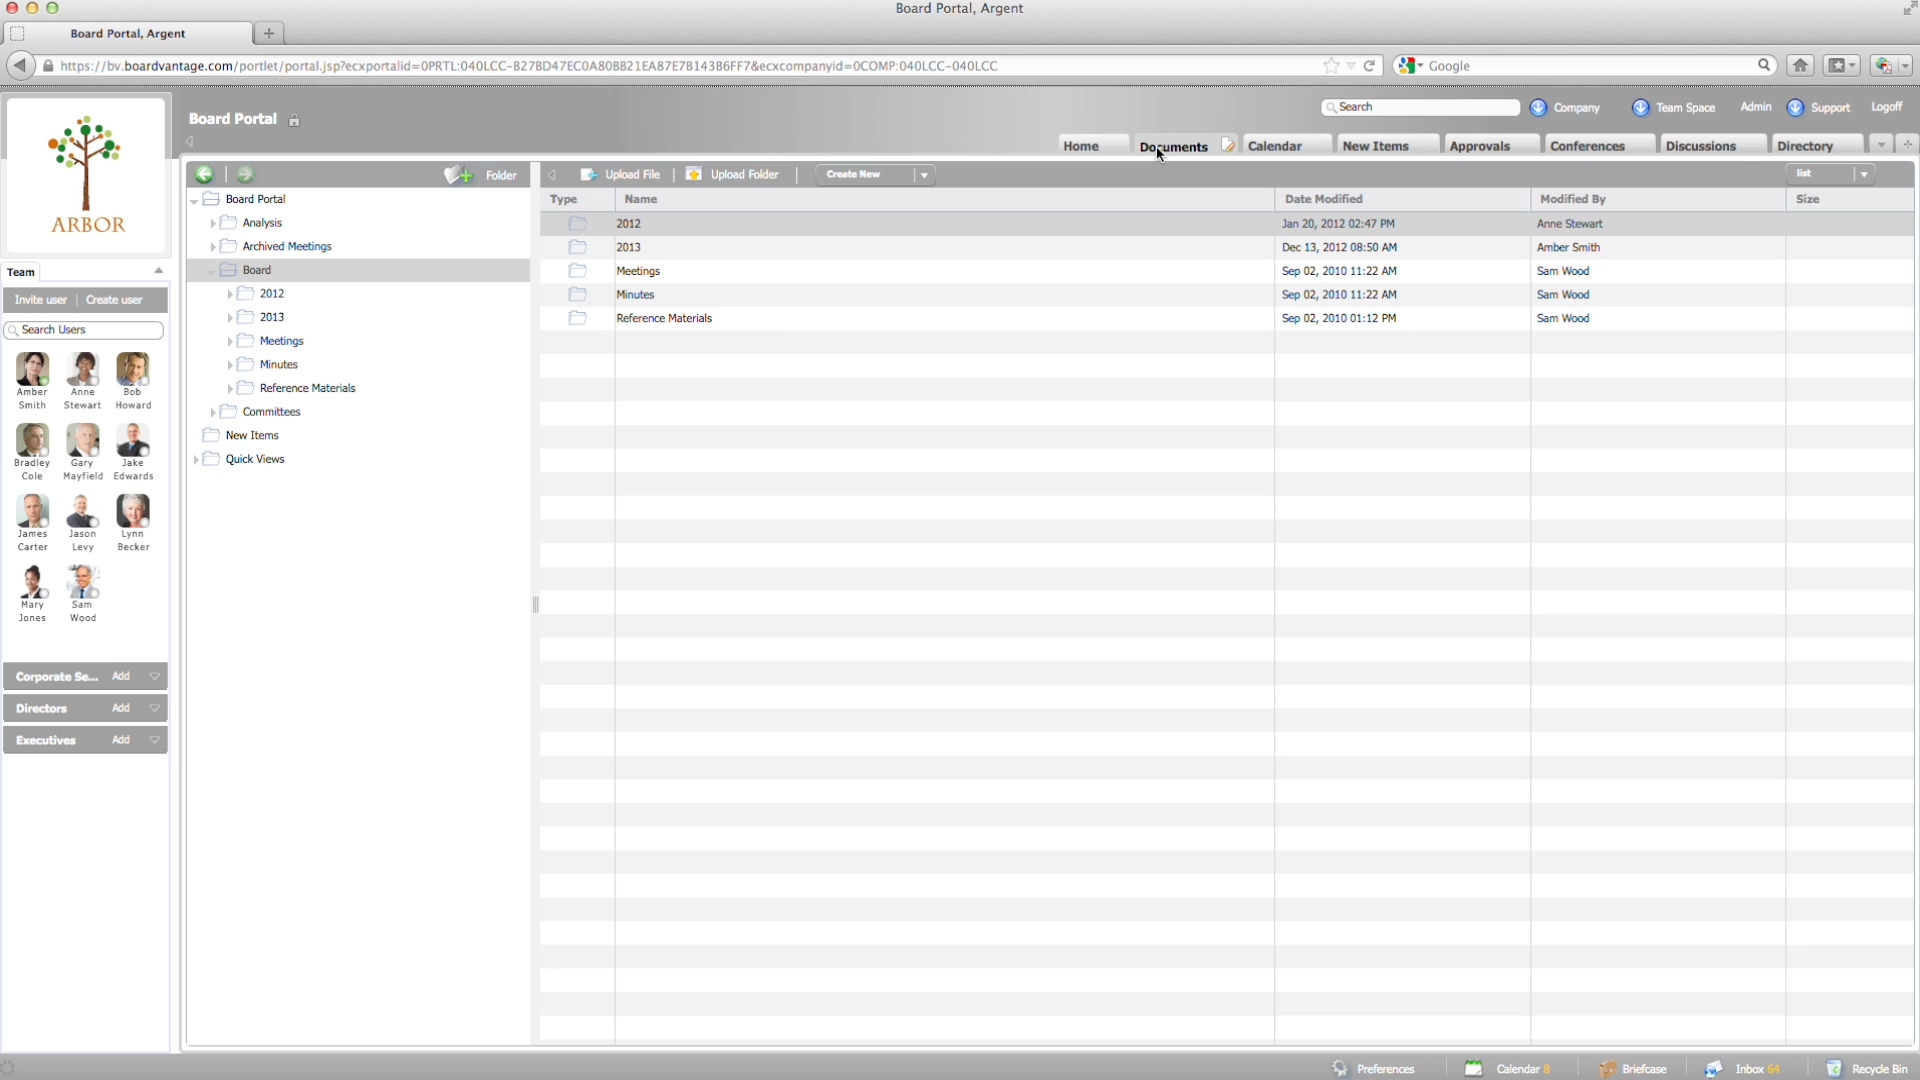 Board Portal, Argent
Board Portal, Argent
https://bv.boardvantage.com/portlet/portal.jsp?ecxportalid=0PRTL:040LCC-B27BD47EC0A80BB21EA87E7B143B6FF7&ecxcompanyid=0COMP:040LCC-040LCC
Google
Board Portal
Search
Company
Team Space
Admin
Support
Logoff
Home
Documents
Calendar
New Items
Approvals
Conferences
Discussions
Directory
ARBOR
Team
Invite user
Create user
Search Users
Amber Smith
Anne Stewart
Bob Howard
Bradley Cole
Gary Mayfield
Jake Edwards
James Carter
Jason Levy
Lynn Becker
Mary Jones
Sam Wood
Corporate Se... Add
Directors Add
Executives Add
Folder
Board Portal
Analysis
Archived Meetings
Board
2012
2013
Meetings
Minutes
Reference Materials
Committees
New Items
Quick Views
Upload File
Upload Folder
Create New
list
Type Name Date Modified Modified By Size
2012 Jan 20, 2012 02:47 PM Anne Stewart
2013 Dec 13, 2012 08:50 AM Amber Smith
Meetings Sep 02, 2010 11:22 AM Sam Wood
Minutes Sep 02, 2010 11:22 AM Sam Wood
Reference Materials Sep 02, 2010 01:12 PM Sam Wood
Preferences
Calendar 8
Briefcase
Inbox 64
Recycle Bin